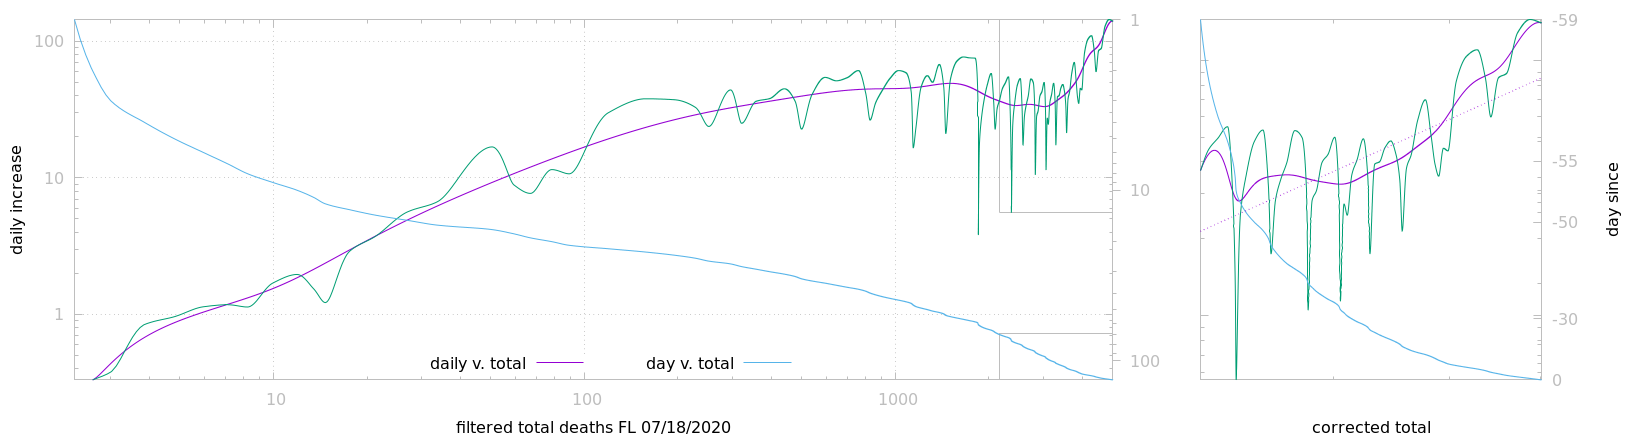 daily increase
100
10
1
10
100
1000
1
10
100
daily v. total
day v. total
filtered total deaths FL 07/18/2020
-59
-55
-50
-30
0
day since
corrected total